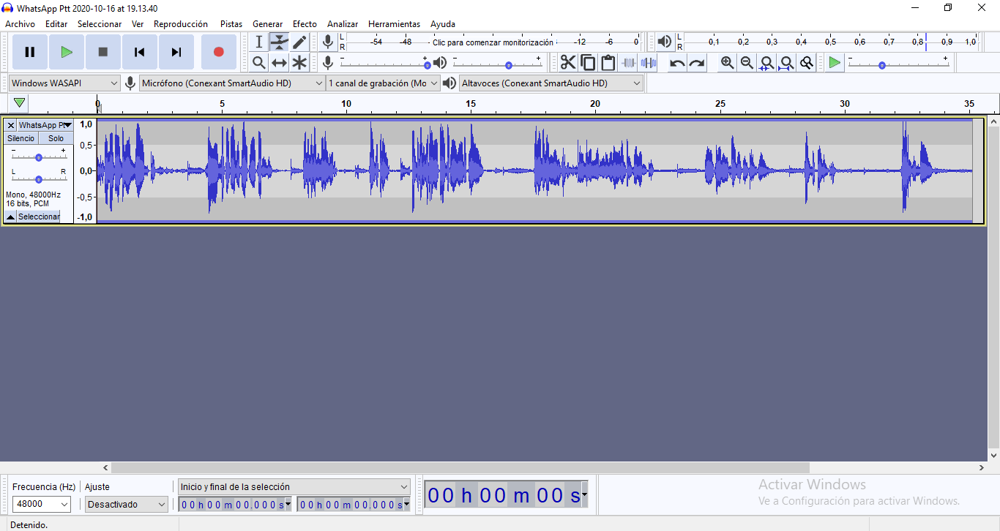 WhatsApp Ptt 2020-10-16 at 19.13.40
Archivo Editar Seleccionar Ver Reproducción Pistas Generar Efecto Analizar Herramientas Ayuda
L R -54 -48 - Clic para comenzar monitorización -12 -6 0 L R 0,1 0,2 0,3 0,4 0,5 0,6 0,7 0,8 0,9 1,0
- + - + - +
Windows WASAPI Micrófono (Conexant SmartAudio HD) 1 canal de grabación (Mo Altavoces (Conexant SmartAudio HD)
0 5 10 15 20 25 30 35
WhatsApp Pt 1,0
Silencio Solo
- + 0,5
L R 0,0
Mono, 48000Hz -0,5
16 bits, PCM
Seleccionar -1,0
Activar Windows
Ve a Configuración para activar Windows.
Frecuencia (Hz) Ajuste Inicio y final de la selección
48000 Desactivado 00 h 00 m 00.000 s 00 h 00 m 00.000 s
00 h 00 m 00 s
Detenido.